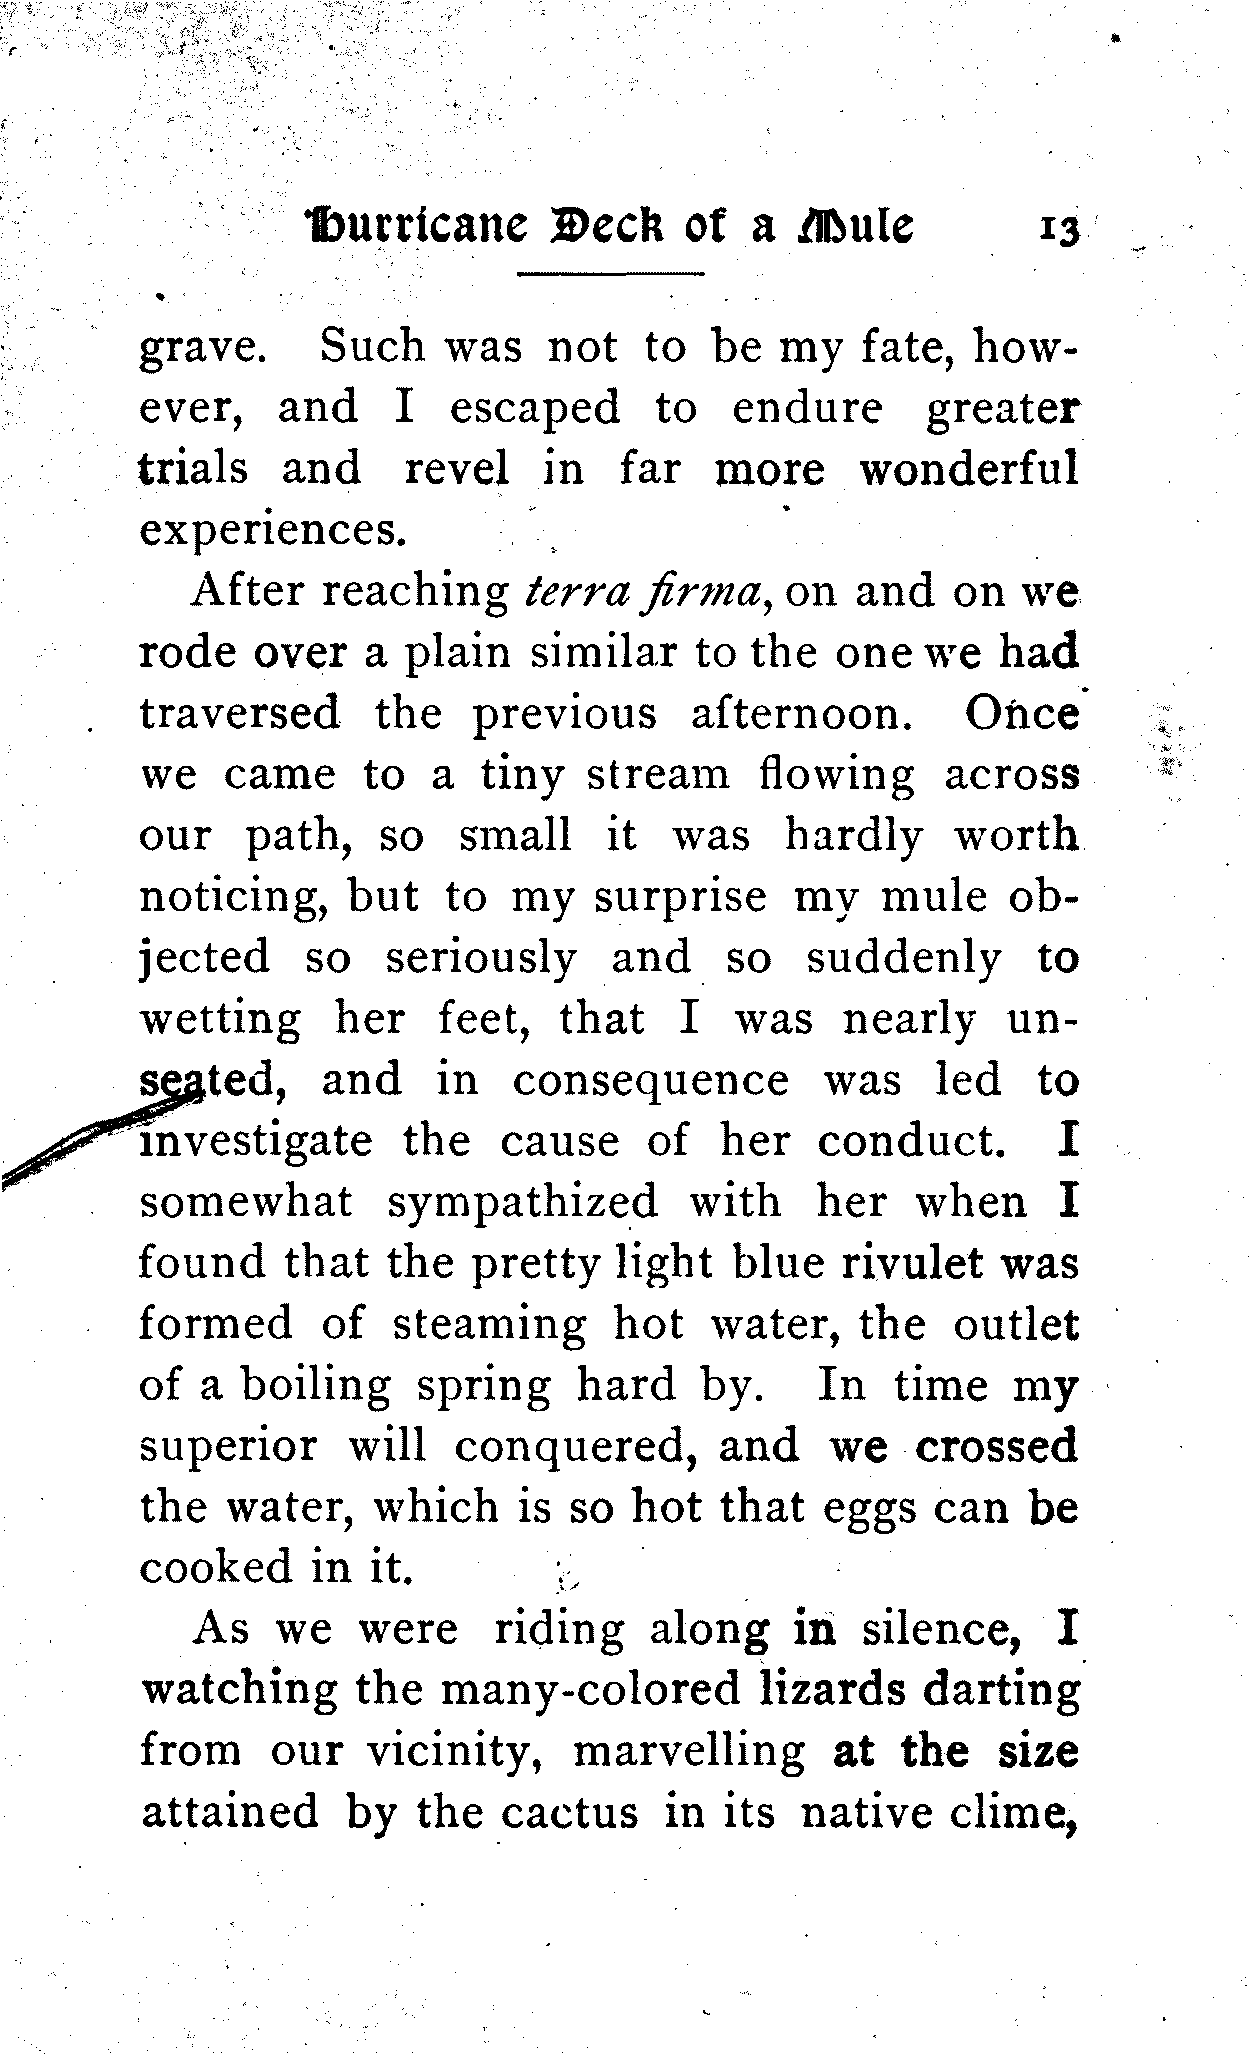 Hurricane Deck of a Mule 13
grave. Such was not to be my fate, how-
ever, and I escaped to endure greater
trials and revel in far more wonderful
experiences.
After reaching terra firma, on and on we
rode over a plain similar to the one we had
traversed the previous afternoon. Once
we came to a tiny stream flowing across
our path, so small it was hardly worth
noticing, but to my surprise my mule ob-
jected so seriously and so suddenly to
wetting her feet, that I was nearly un-
seated, and in consequence was led to
investigate the cause of her conduct. I
somewhat sympathized with her when I
found that the pretty light blue rivulet was
formed of steaming hot water, the outlet
of a boiling spring hard by. In time my
superior will conquered, and we crossed
the water, which is so hot that eggs can be
cooked in it.
As we were riding along in silence, I
watching the many-colored lizards darting
from our vicinity, marvelling at the size
attained by the cactus in its native clime,